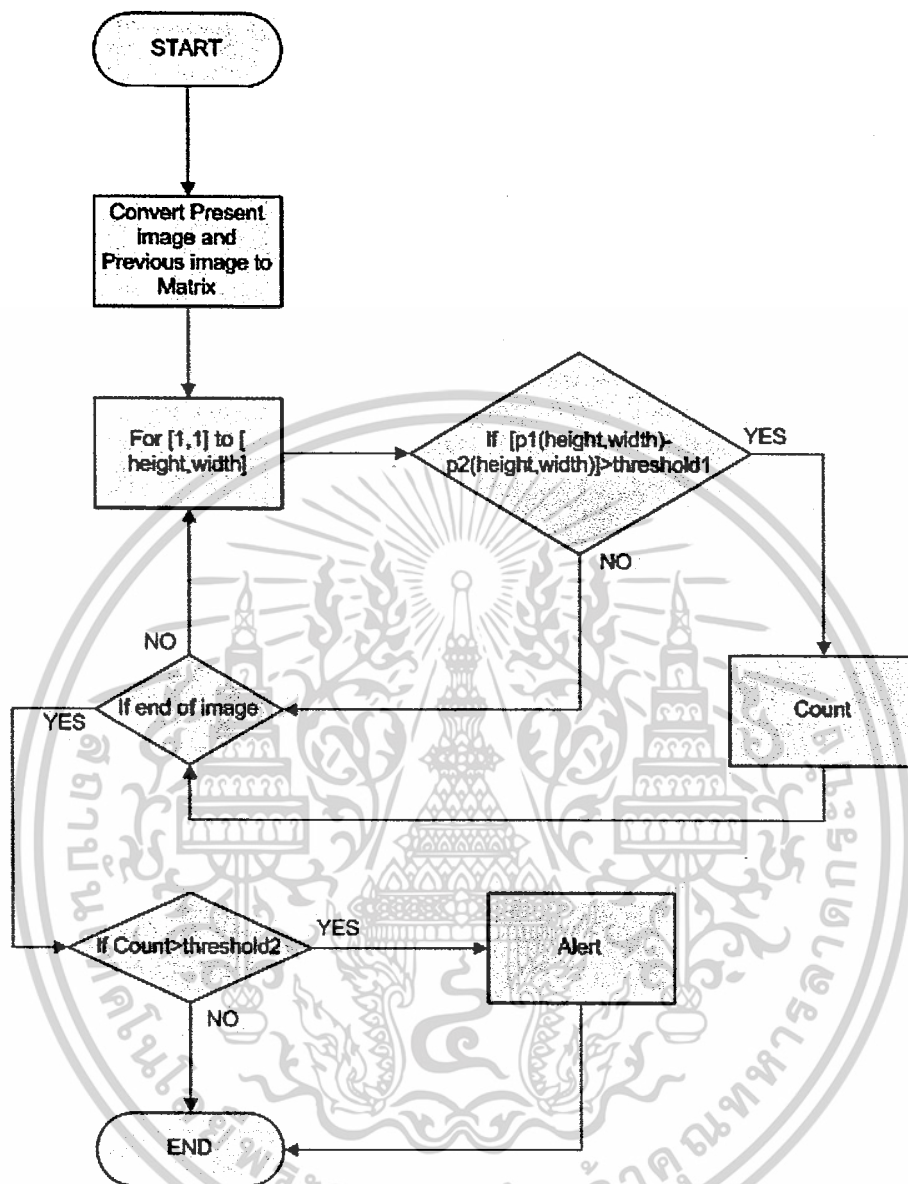 START
Convert Present
image and
Previous image to
Matrix
For [1,1] to [
height,width]
If [p1(height,width)-
p2(height,width)]>threshold1
YES
NO
NO
If end of image
YES
Count
If Count>threshold2
YES
Alert
NO
END